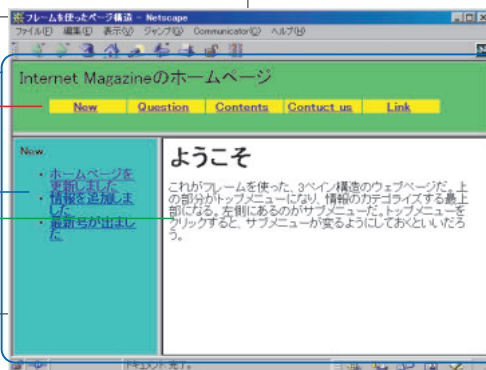 フレームを使ったページ構造 - Netscape
ファイル(F) 編集(E) 表示(V) ジャンプ(G) Communicator(C) ヘルプ(H)
Internet Magazineのホームページ
New Question Contents Contuct us Link
New
・ホームページを
更新しました
・情報を追加しま
した
・最新号が出まし
た
ようこそ
これがフレームを使った、3ペイン構造のウェブページだ。上
の部分がトップメニューになり、情報のカテゴライズする最上
部になる。左側にあるのがサブメニューだ。トップメニューを
クリックすると、サブメニューが変るようにしておくといいだろ
う。
ドキュメント: 完了。